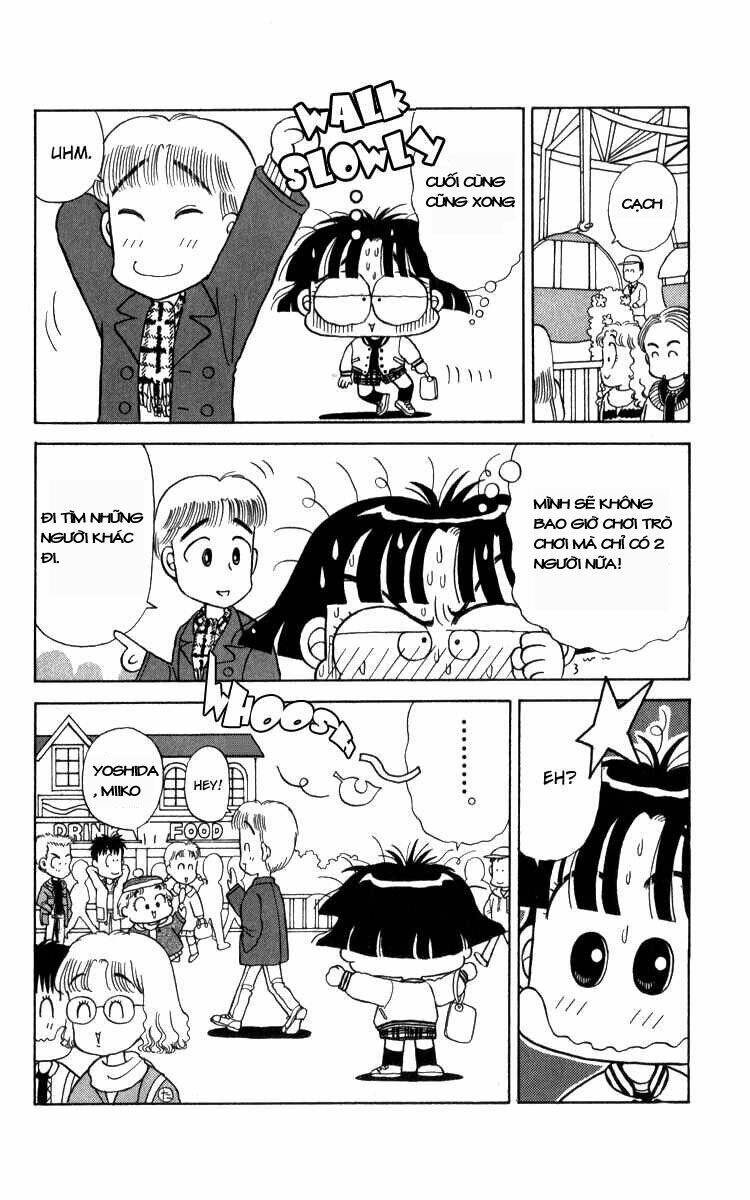 CẠCH
CUỐI CÙNG
CŨNG XONG
WALK
SLOWLY
UHM.
MÌNH SẼ KHÔNG
BAO GIỜ CHƠI TRÒ
CHƠI MÀ CHỈ CÓ 2
NGƯỜI NỮA!
ĐI TÌM NHỮNG
NGƯỜI KHÁC
ĐI.
EH?
WHOOSH
HEY!
YOSHIDA
, MIIKO
DRINK
FOOD